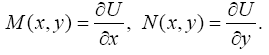 M(x, y) = ∂U/∂x, N(x, y) = ∂U/∂y.